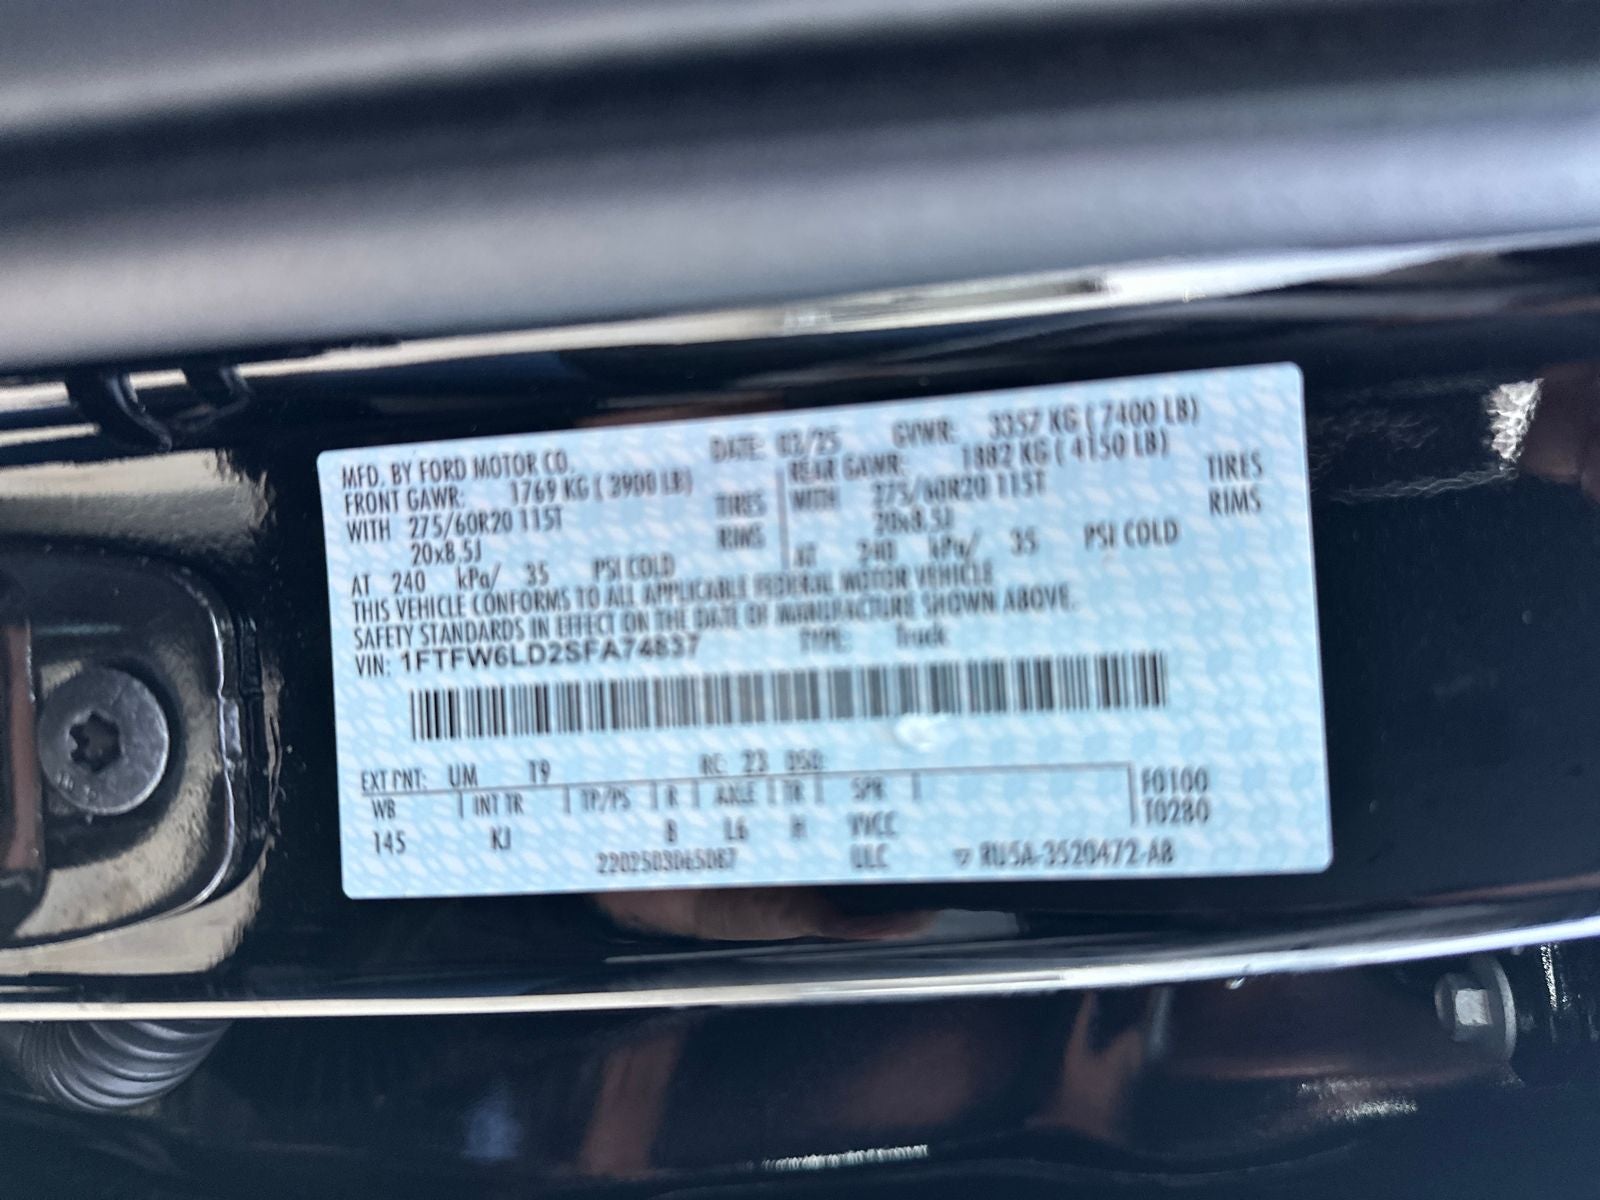 MFD. BY FORD MOTOR CO. DATE: 03/25 GVWR: 3357 KG ( 7400 LB)
FRONT GAWR: 1769 KG ( 3900 LB) REAR GAWR: 1882 KG ( 4150 LB)
WITH 275/60R20 115T TIRES WITH 275/60R20 115T TIRES
20x8.5J RIMS 20x8.5J RIMS
AT 240 kPa/ 35 PSI COLD AT 240 kPa/ 35 PSI COLD
THIS VEHICLE CONFORMS TO ALL APPLICABLE FEDERAL MOTOR VEHICLE
SAFETY STANDARDS IN EFFECT ON THE DATE OF MANUFACTURE SHOWN ABOVE.
VIN: 1FTFW6LD2SFA74837 TYPE: Truck
EXT PNT: UM T9 RC: 23 DSO:
WB INT TR TP/PS R AXLE TR SPR F0100
145 KJ B L6 H T0280
2202503065087 ULC ▽ RU5A-3520472-AB